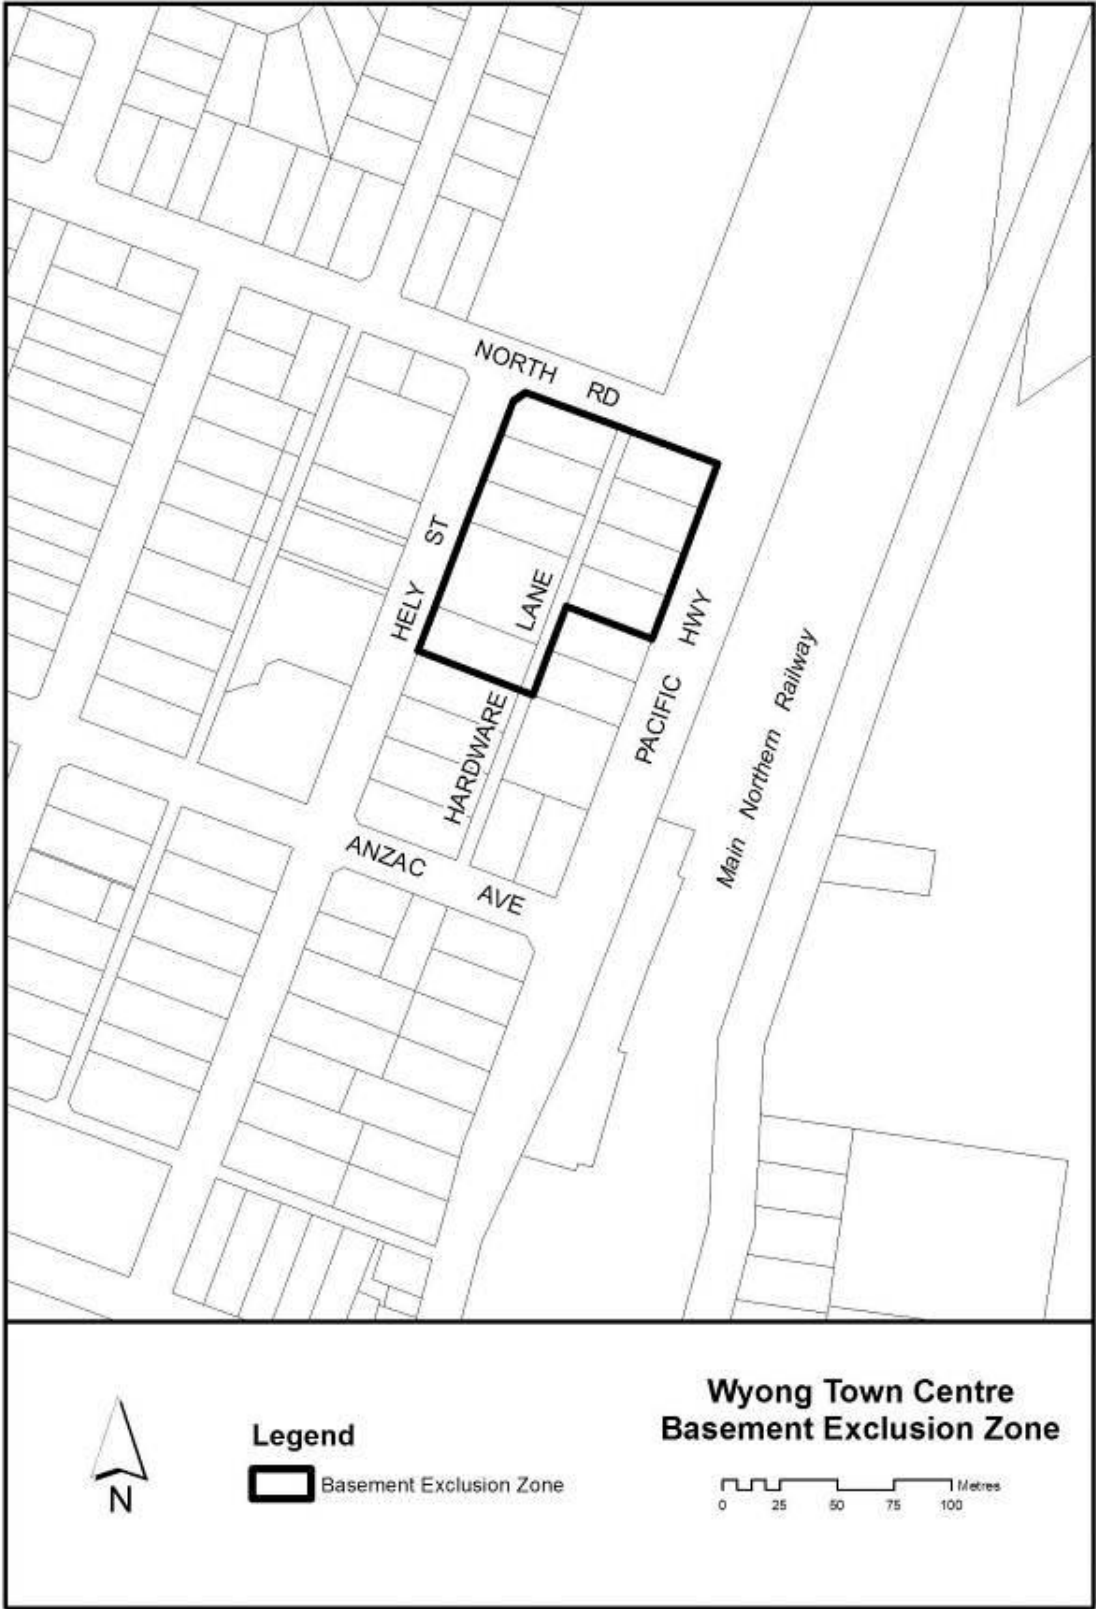 NORTH RD
HELY ST
HARDWARE LANE
PACIFIC HWY
Main Northern Railway
ANZAC AVE
Wyong Town Centre
Basement Exclusion Zone
Legend
Basement Exclusion Zone
N
Metres
0 25 50 75 100